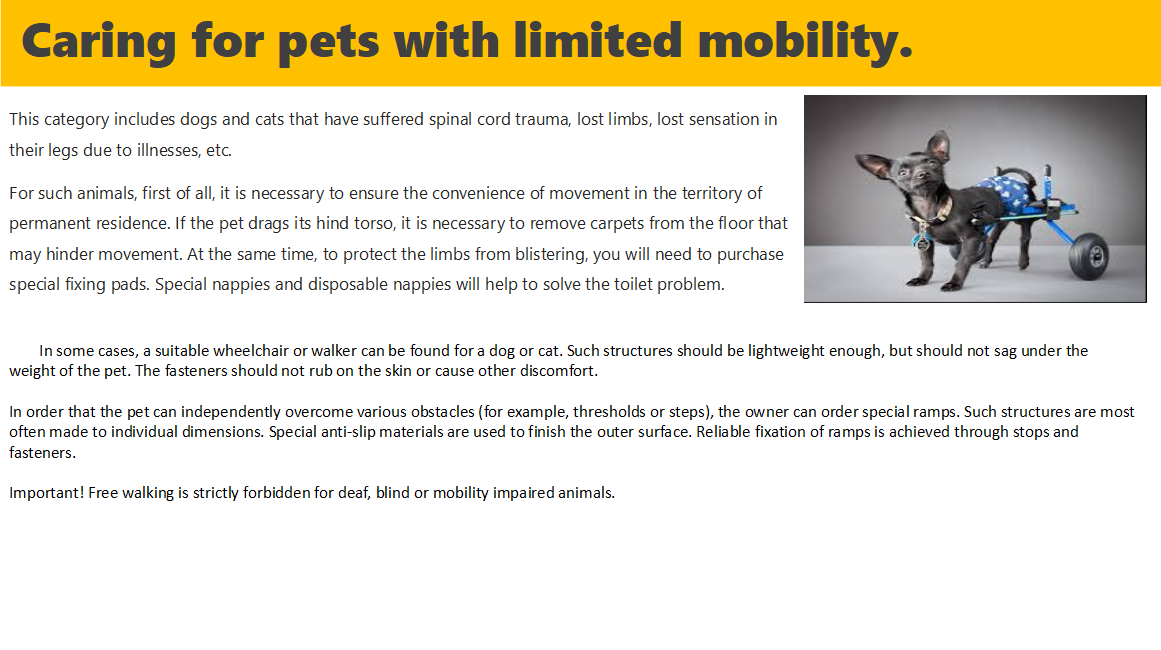 Caring for pets with limited mobility.
This category includes dogs and cats that have suffered spinal cord trauma, lost limbs, lost sensation in
their legs due to illnesses, etc.
For such animals, first of all, it is necessary to ensure the convenience of movement in the territory of
permanent residence. If the pet drags its hind torso, it is necessary to remove carpets from the floor that
may hinder movement. At the same time, to protect the limbs from blistering, you will need to purchase
special fixing pads. Special nappies and disposable nappies will help to solve the toilet problem.
In some cases, a suitable wheelchair or walker can be found for a dog or cat. Such structures should be lightweight enough, but should not sag under the
weight of the pet. The fasteners should not rub on the skin or cause other discomfort.
In order that the pet can independently overcome various obstacles (for example, thresholds or steps), the owner can order special ramps. Such structures are most
often made to individual dimensions. Special anti-slip materials are used to finish the outer surface. Reliable fixation of ramps is achieved through stops and
fasteners.
Important! Free walking is strictly forbidden for deaf, blind or mobility impaired animals.